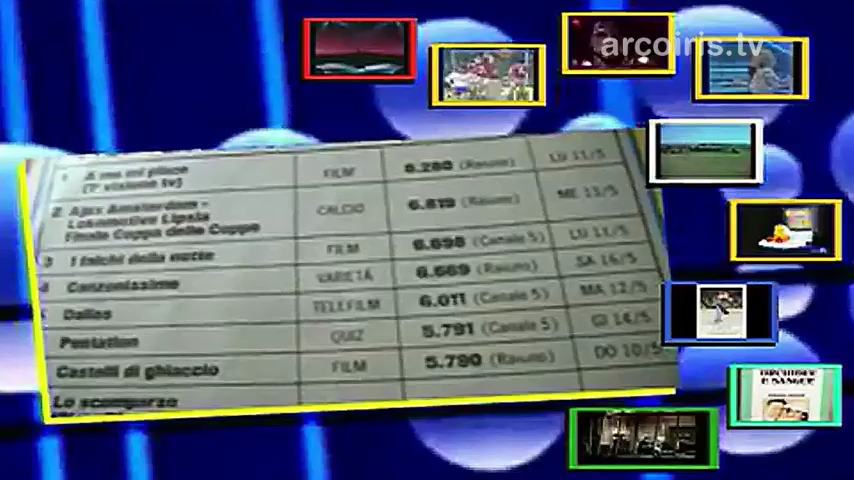 arcoiris.tv
1 A me mi piace FILM 6.280 (Raiuno) LU 11/5
(1ª visione tv)
2 Ajax Amsterdam - CALCIO 6.819 (Raiuno) ME 13/5
Lokomotive Lipsia
Finale Coppa delle Coppe
3 I falchi della notte FILM 6.698 (Canale 5) LU 11/5
4 Canzonissime VARIETÀ 6.669 (Raiuno) SA 16/5
Dallas TELEFILM 6.011 (Canale 5) MA 12/5
Pentatlon QUIZ 5.791 (Canale 5) GI 14/5
Castelli di ghiaccio FILM 5.790 (Raiuno) DO 10/5
Lo scomparso
E SANGUE